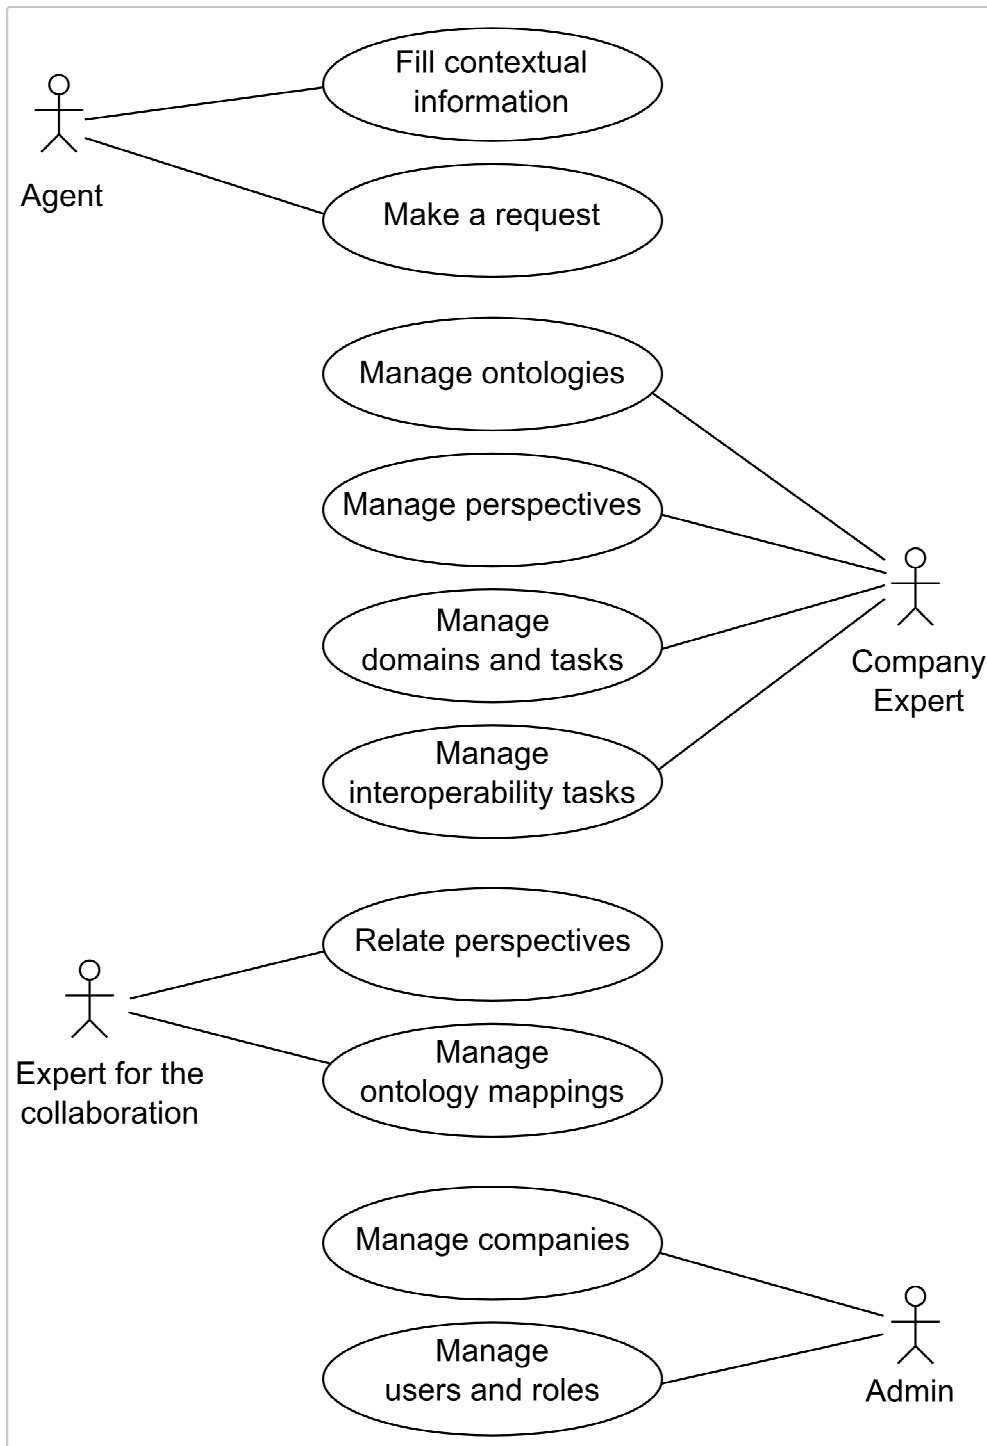 Fill contextual
information
Agent
Make a request
Manage ontologies
Manage perspectives
Manage
domains and tasks
Company
Expert
Manage
interoperability tasks
Relate perspectives
Expert for the
collaboration
Manage
ontology mappings
Manage companies
Manage
users and roles
Admin